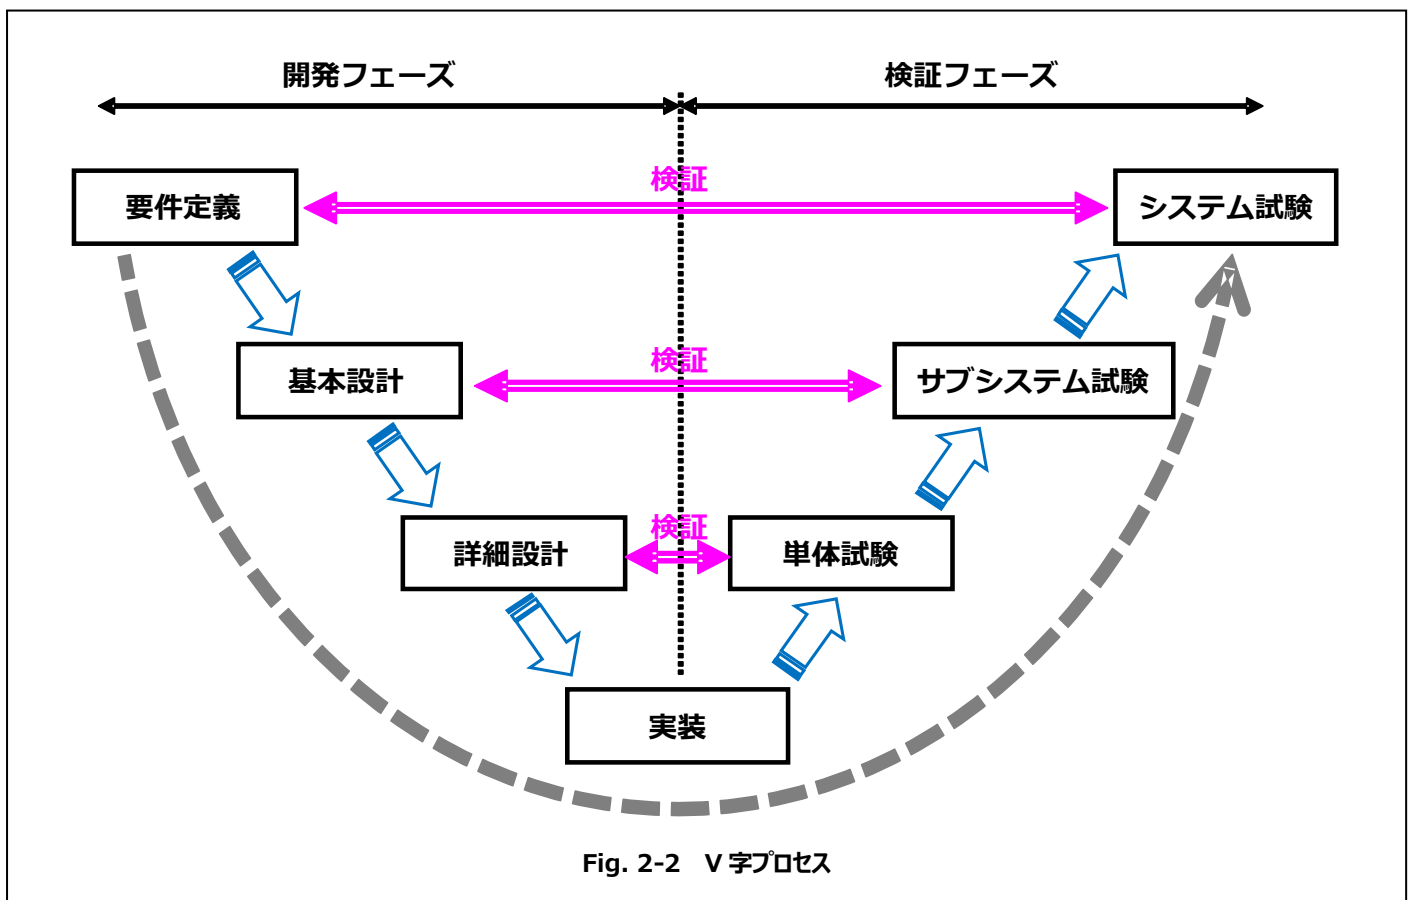 開発フェーズ
検証フェーズ
検証
要件定義
システム試験
検証
基本設計
サブシステム試験
検証
詳細設計
単体試験
実装
Fig. 2-2 V 字プロセス